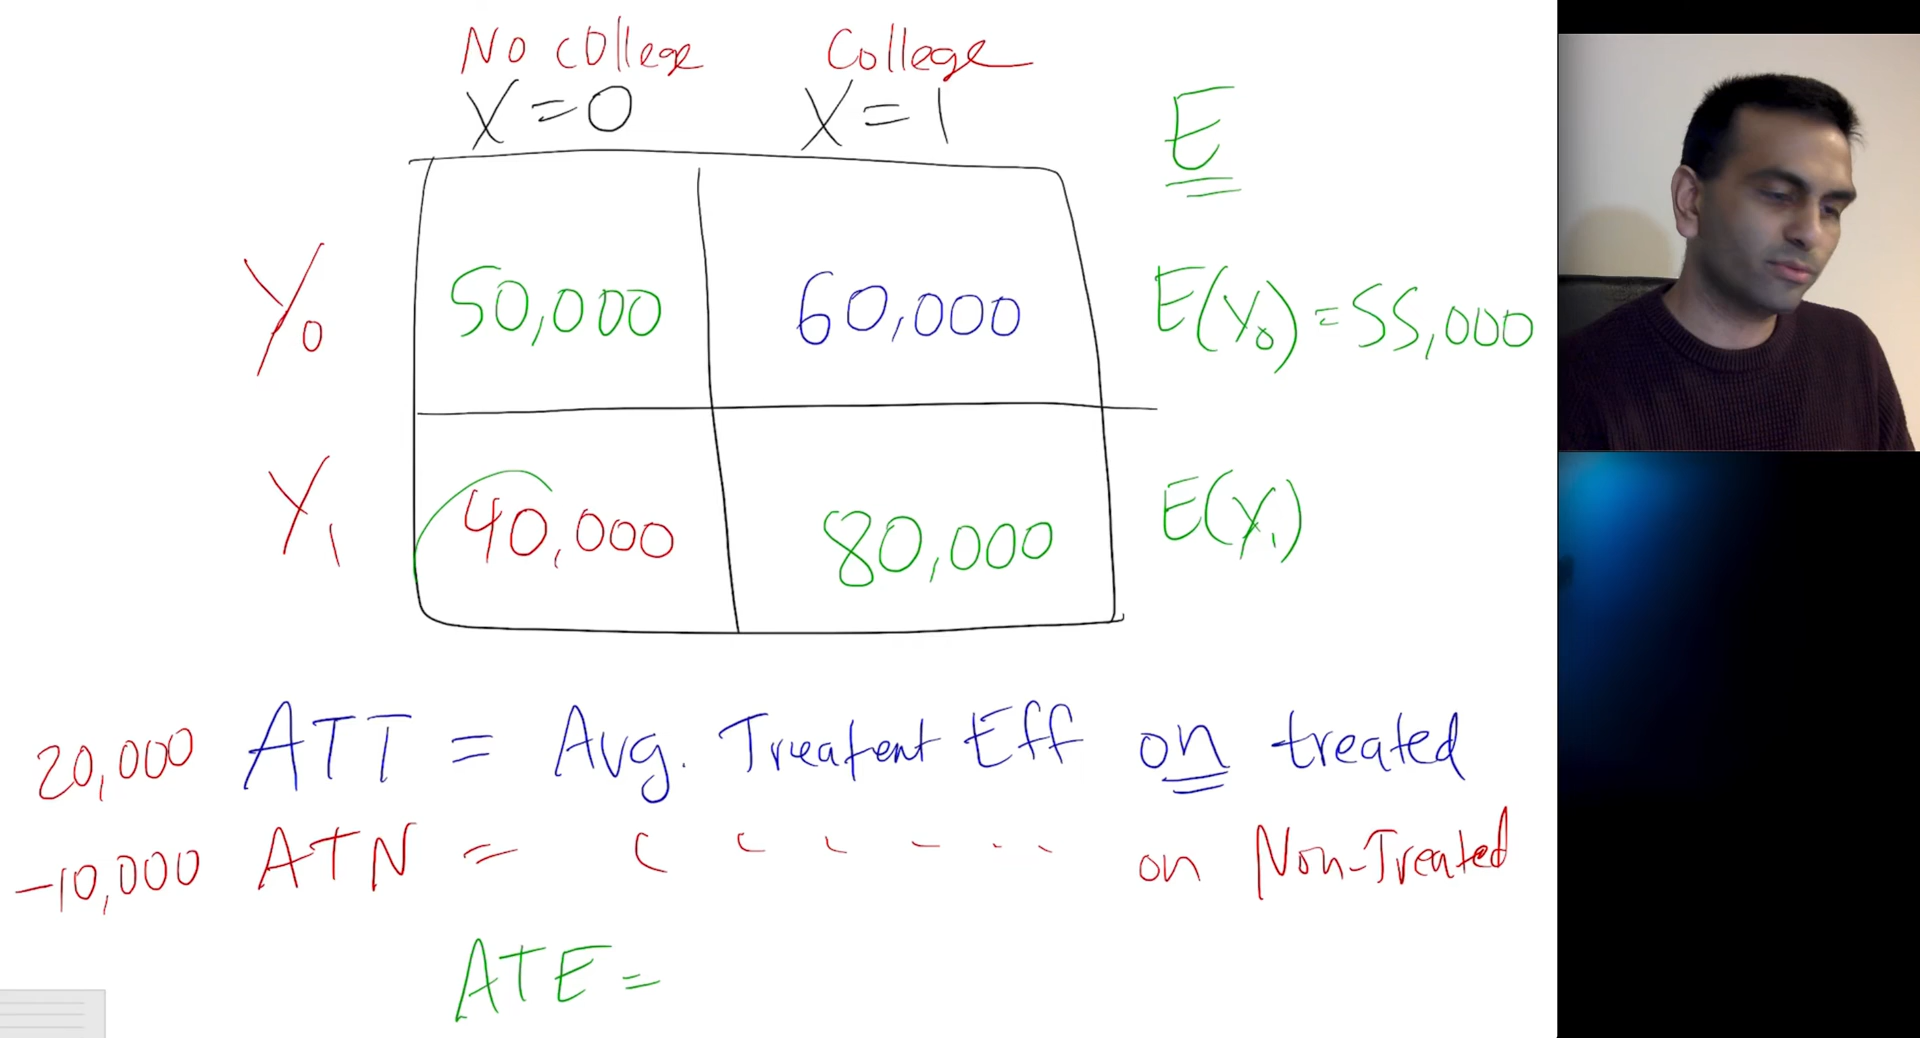 No college College
X=0 X=1 E
Y0 50,000 60,000 E(Y0)=55,000
Y1 40,000 80,000 E(Y1)
20,000 ATT = Avg. Treatent Eff on treated
-10,000 ATN = on Non-Treated
ATE=